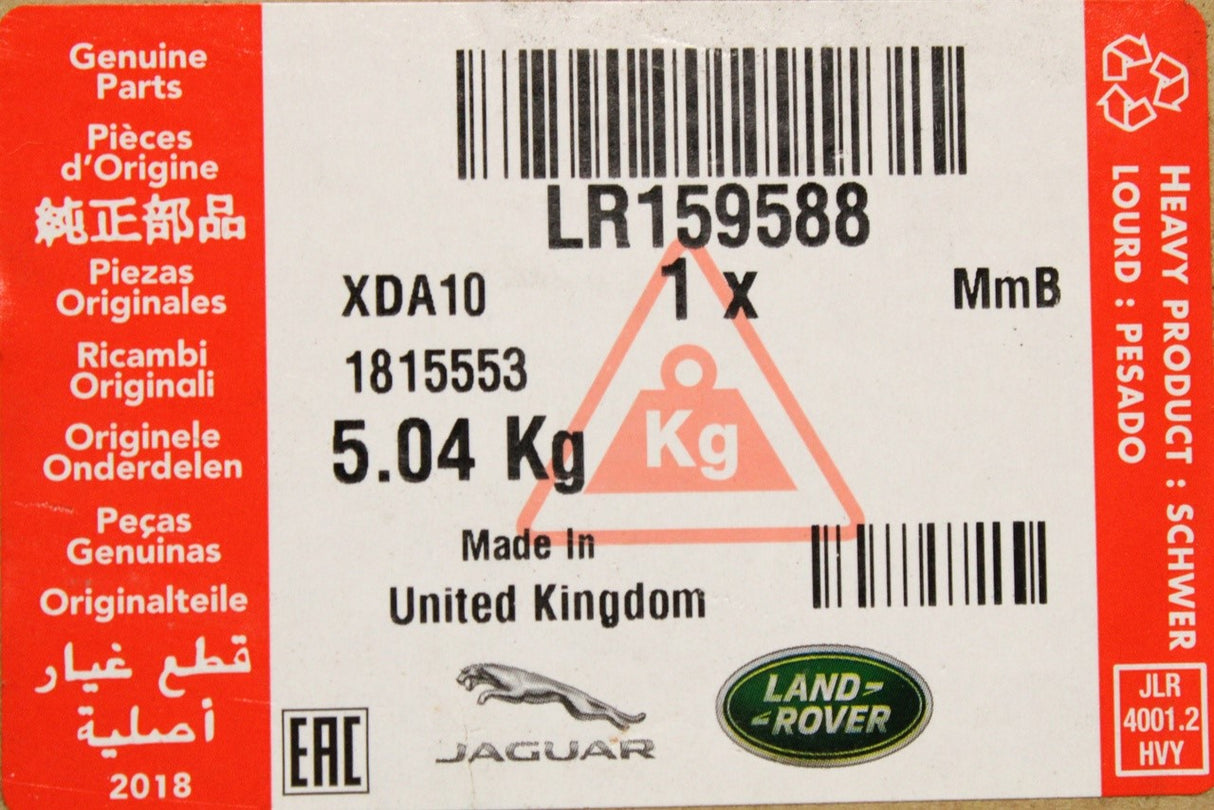 Genuine
Parts
Pièces
d'Origine
純正部品
Piezas
Originales
Ricambi
Originali
Originele
Onderdelen
Peças
Genuinas
Originalteile
قطع غيار
أصلية
2018
LR159588
XDA10
1 x
MmB
1815553
5.04 Kg
Kg
Made In
United Kingdom
EAC
JAGUAR
LAND-
-ROVER
HEAVY PRODUCT : SCHWER
LOURD : PESADO
JLR
4001.2
HVY